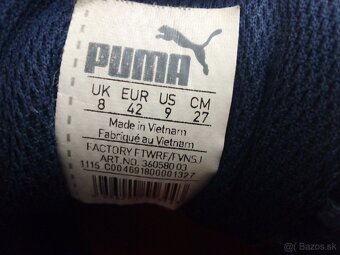 PUMA
UK EUR US CM
8 42 9 27
Made in Vietnam
Fabriqué au Vietnam
FACTORY FTWRF/FVNSJ
ART.NO. 360580 03
1115 C004691800001327
Bazos.sk